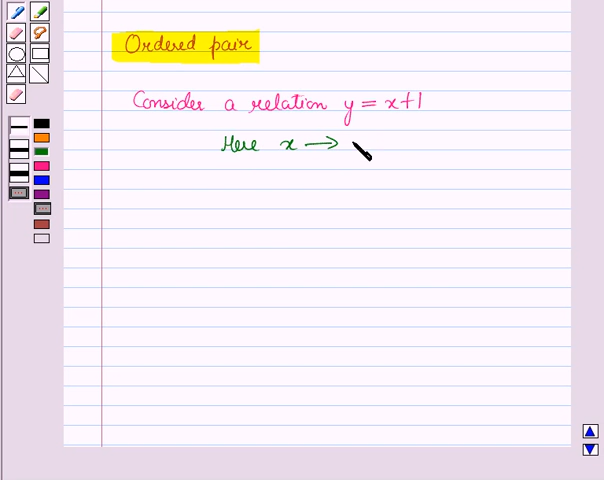 Ordered pair
Consider a relation y = x+1
Here x →